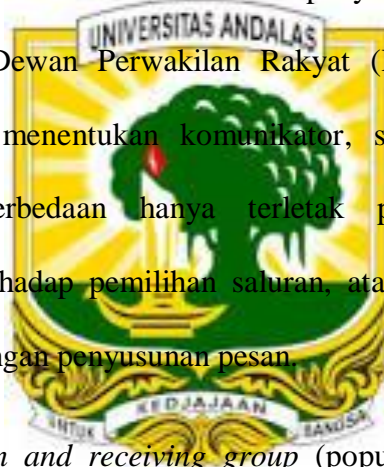 UNIVERSITAS ANDALAS
Dewan Perwakilan Rakyat (
menentukan komunikator, s
erbedaan hanya terletak p
hadap pemilihan saluran, ata
ngan penyusunan pesan.
UNTUK KEDJAJAAN BANGSA
and receiving group (popu